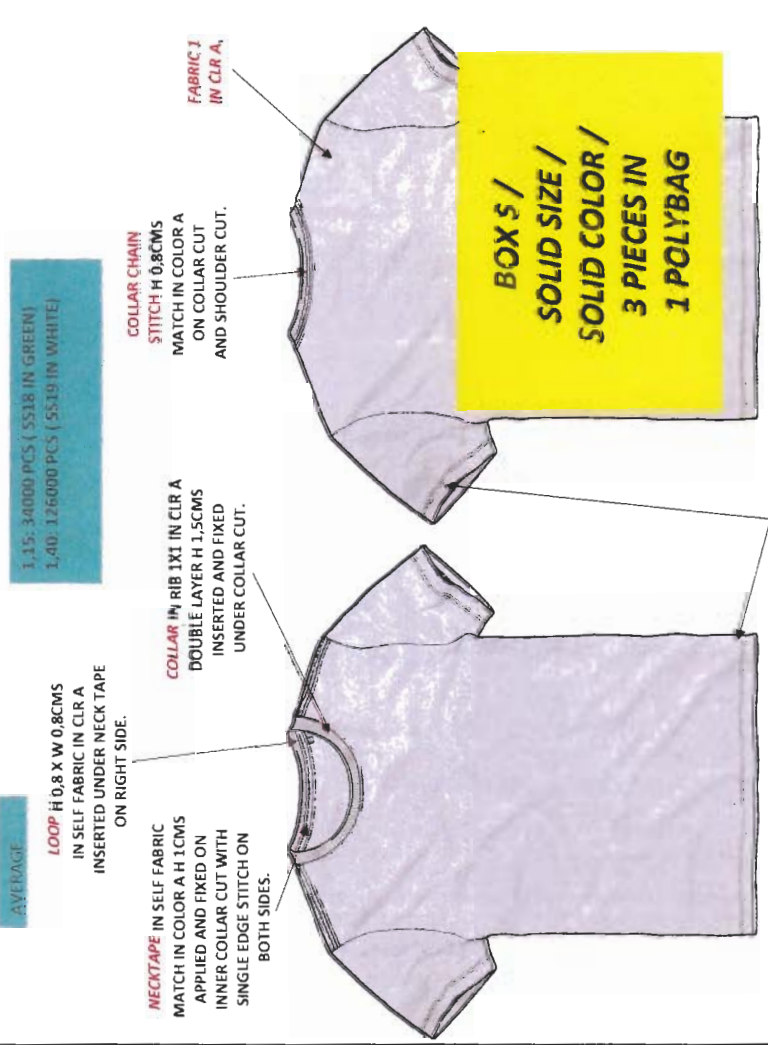 AVERAGE
1,15: 34000 PCS ( SS18 IN GREEN)
1,40: 126000 PCS ( SS19 IN WHITE)
LOOP H 0,8 X W 0,8CMS
IN SELF FABRIC IN CLR A
INSERTED UNDER NECK TAPE
ON RIGHT SIDE.
NECKTAPE IN SELF FABRIC
MATCH IN COLOR A H 1CMS
APPLIED AND FIXED ON
INNER COLLAR CUT WITH
SINGLE EDGE STITCH ON
BOTH SIDES.
COLLAR IN RIB 1X1 IN CLR A
DOUBLE LAYER H 1,5CMS
INSERTED AND FIXED
UNDER COLLAR CUT.
COLLAR CHAIN
STITCH H 0,8CMS
MATCH IN COLOR A
ON COLLAR CUT
AND SHOULDER CUT.
FABRIC 1
IN CLR A,
BOX S /
SOLID SIZE /
SOLID COLOR /
3 PIECES IN
1 POLYBAG